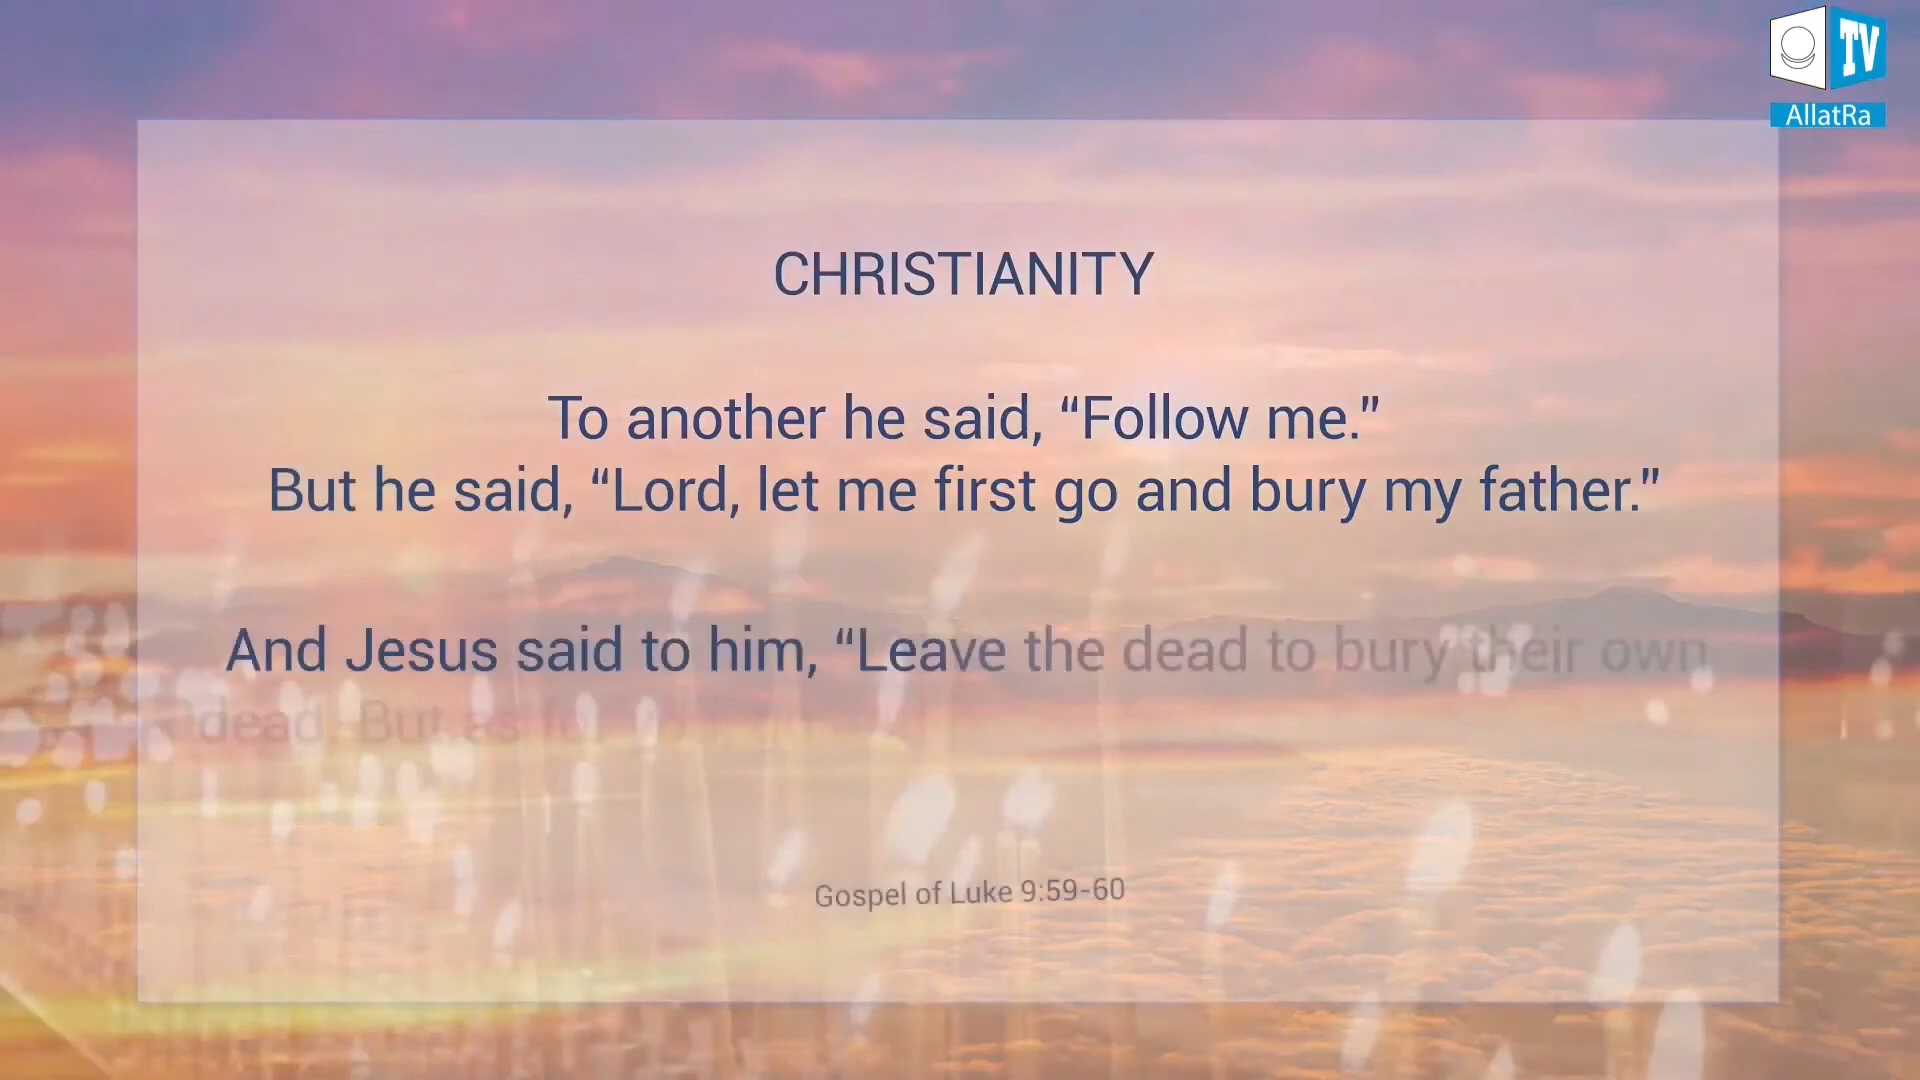 TV
AllatRa
CHRISTIANITY
To another he said, “Follow me.”
But he said, “Lord, let me first go and bury my father.”
And Jesus said to him, “Leave the dead to bury their own
dead. But as for
Gospel of Luke 9:59-60